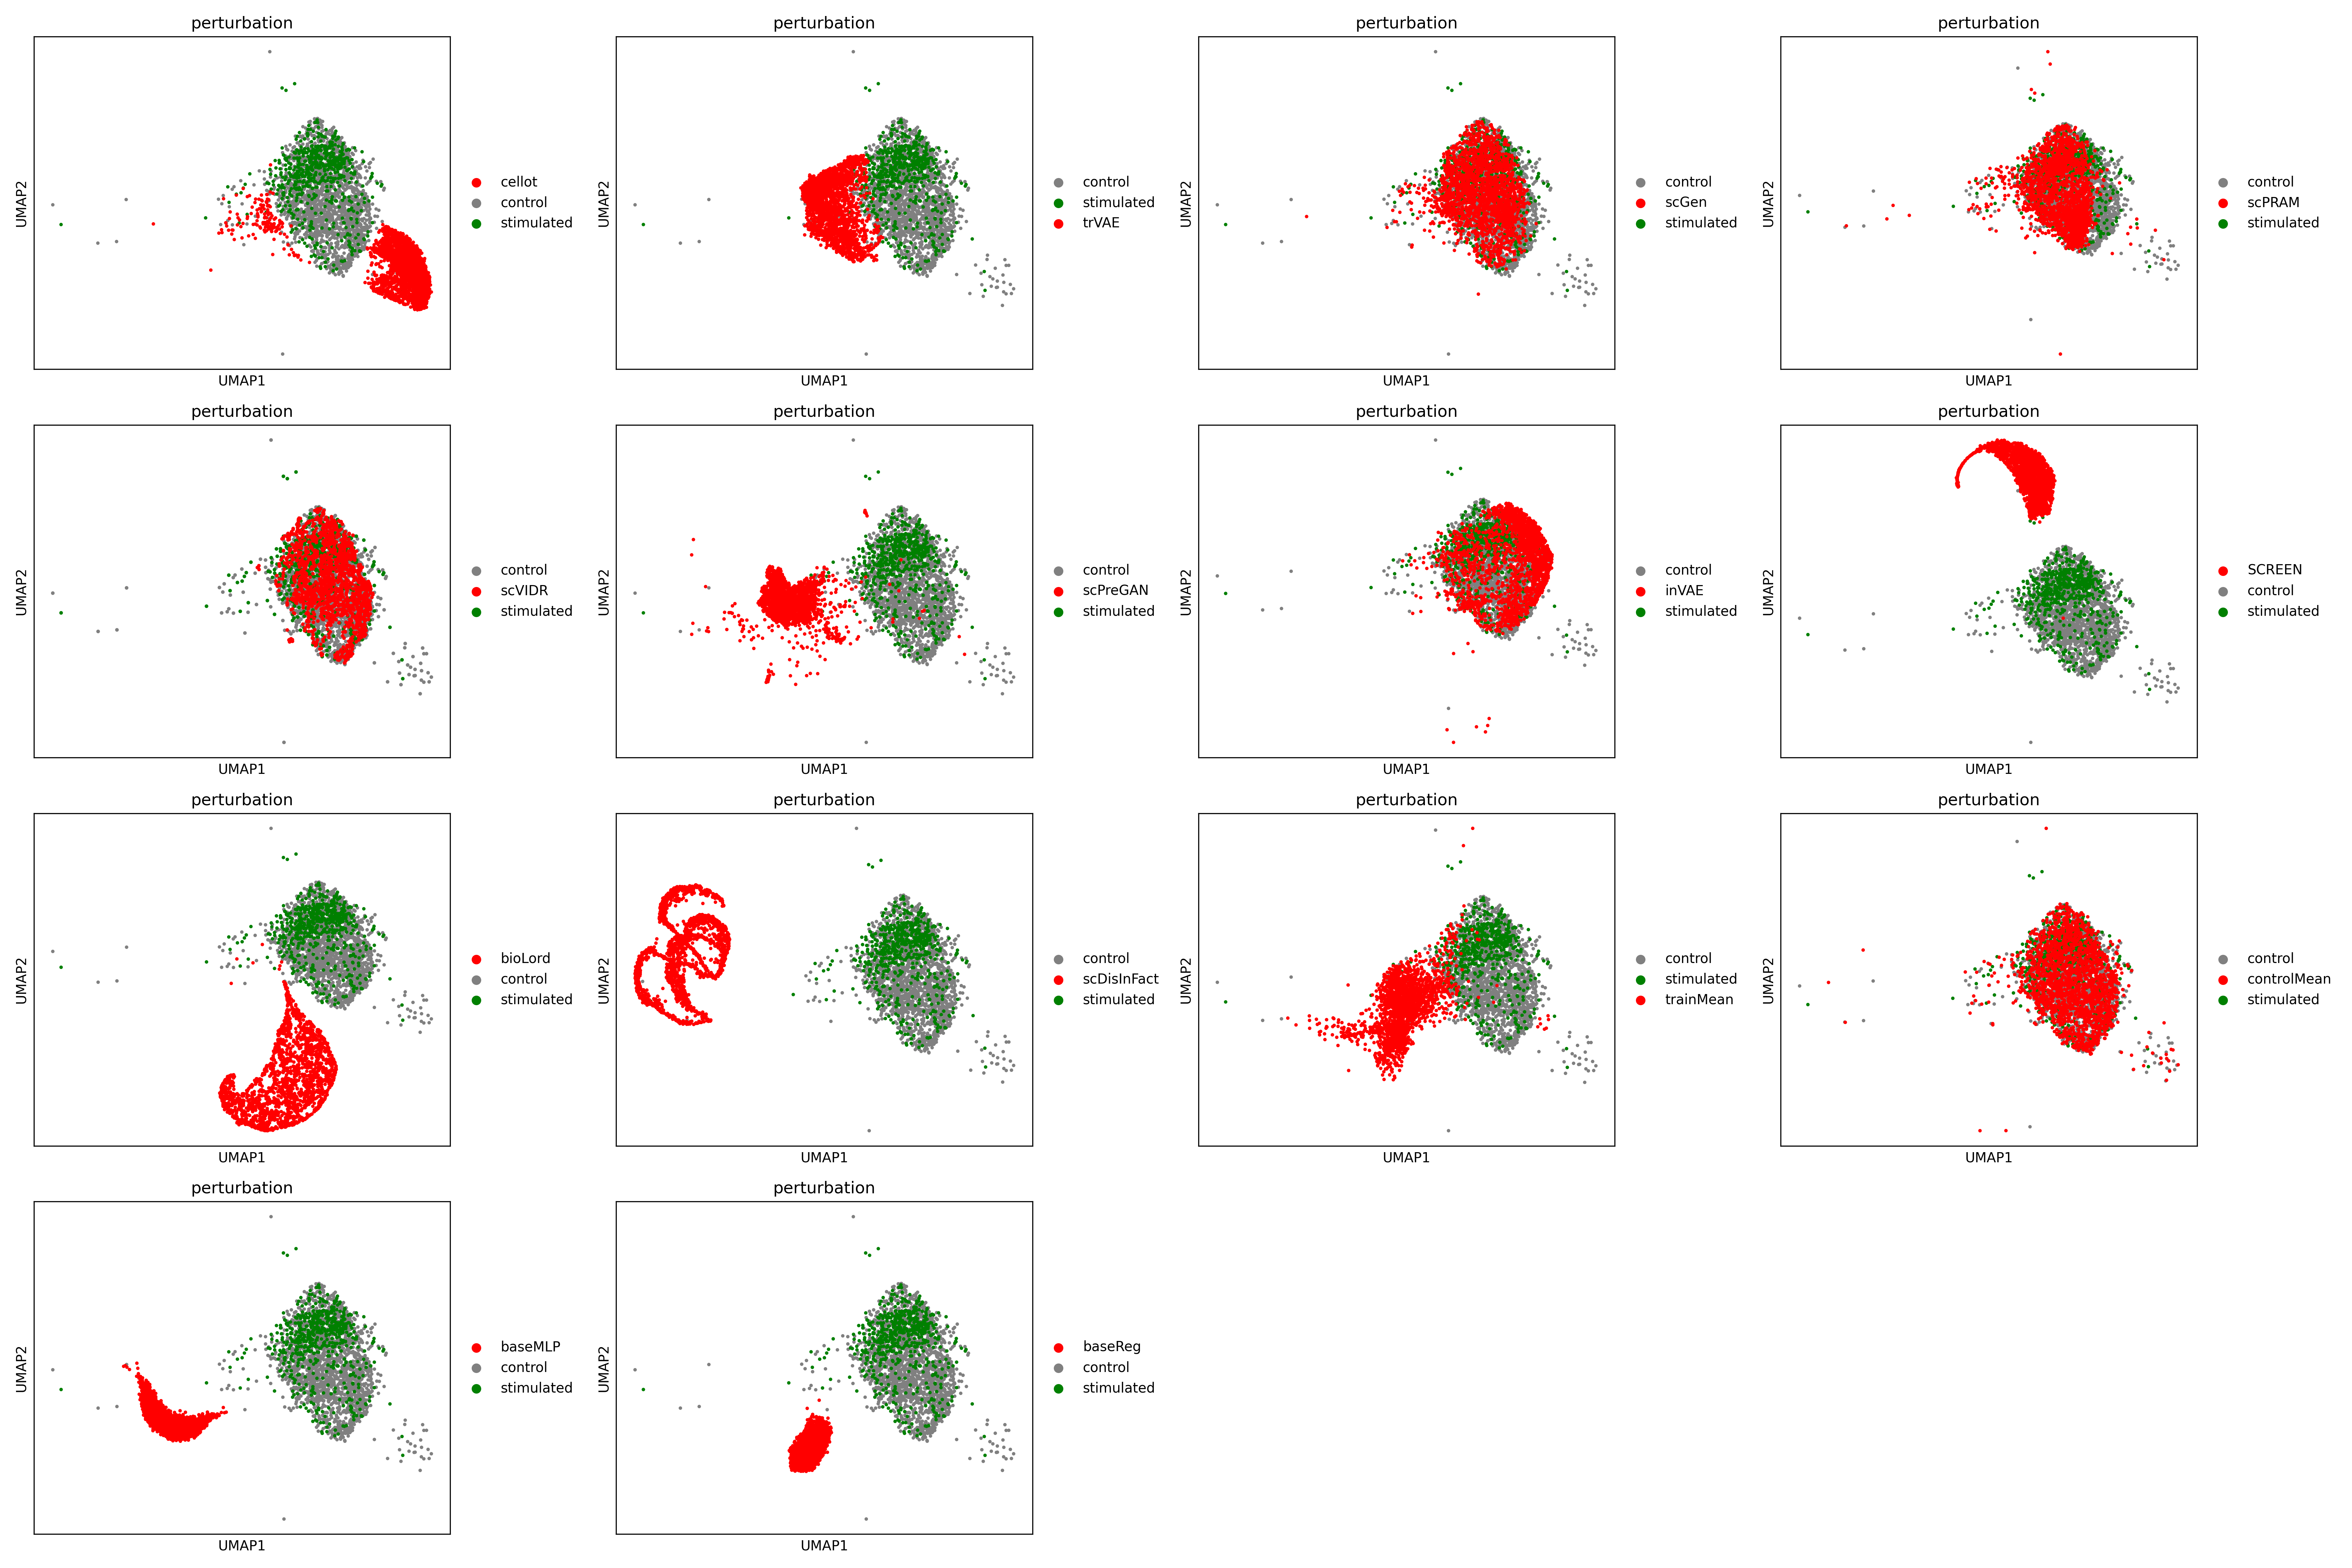 perturbation
UMAP2
UMAP1
cellot
control
stimulated
perturbation
UMAP2
UMAP1
control
stimulated
trVAE
perturbation
UMAP2
UMAP1
control
scGen
stimulated
perturbation
UMAP2
UMAP1
control
scPRAM
stimulated
perturbation
UMAP2
UMAP1
control
scVIDR
stimulated
perturbation
UMAP2
UMAP1
control
scPreGAN
stimulated
perturbation
UMAP2
UMAP1
control
inVAE
stimulated
perturbation
UMAP2
UMAP1
SCREEN
control
stimulated
perturbation
UMAP2
UMAP1
bioLord
control
stimulated
perturbation
UMAP2
UMAP1
control
scDisInFact
stimulated
perturbation
UMAP2
UMAP1
control
stimulated
trainMean
perturbation
UMAP2
UMAP1
control
controlMean
stimulated
perturbation
UMAP2
UMAP1
baseMLP
control
stimulated
perturbation
UMAP2
UMAP1
baseReg
control
stimulated